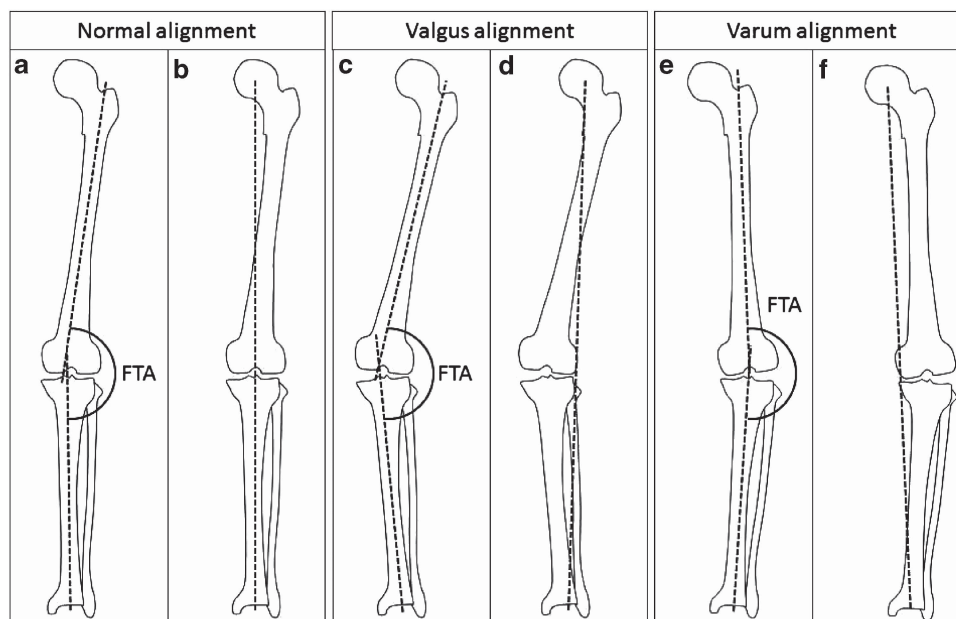 Normal alignment
Valgus alignment
Varum alignment
a
b
c
d
e
f
FTA
FTA
FTA